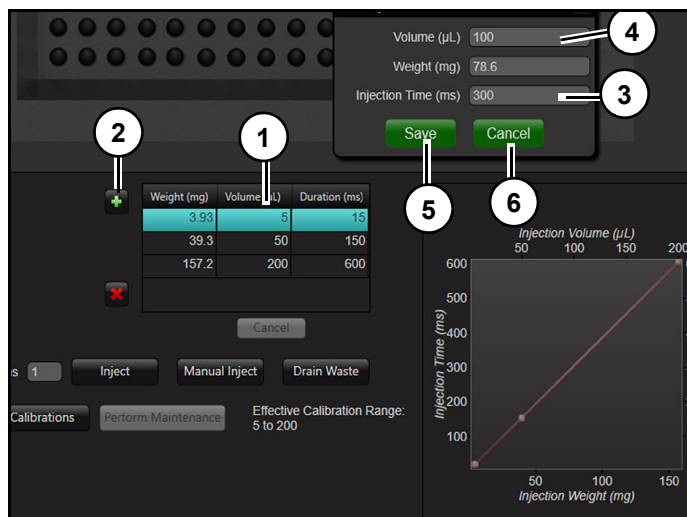 Volume (µL) 100
Weight (mg) 78.6
Injection Time (ms) 300
Save Cancel
4
3
2
1
5
6
Weight (mg) Volume (µL) Duration (ms)
3.93 5 15
39.3 50 150
157.2 200 600
Cancel
1 Inject Manual Inject Drain Waste
Calibrations Perform Maintenance Effective Calibration Range:
5 to 200
Injection Volume (µL)
50 100 150 200
Injection Time (ms)
600
500
400
300
200
100
50 100 150
Injection Weight (mg)